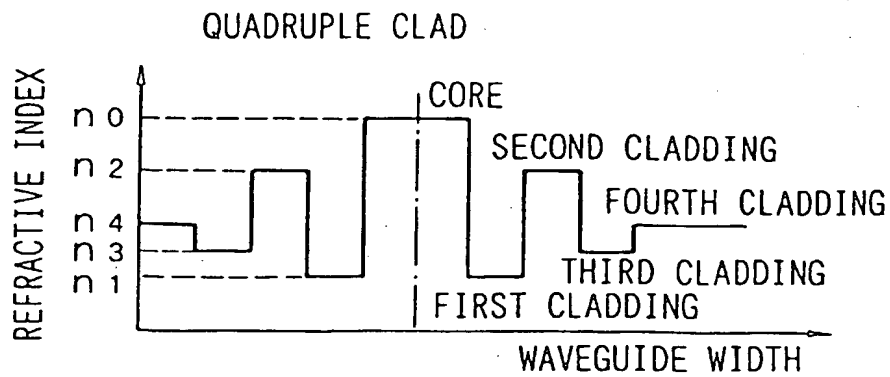 QUADRUPLE CLAD
REFRACTIVE INDEX
n 0
n 2
n 4
n 3
n 1
CORE
SECOND CLADDING
FOURTH CLADDING
THIRD CLADDING
FIRST CLADDING
WAVEGUIDE WIDTH